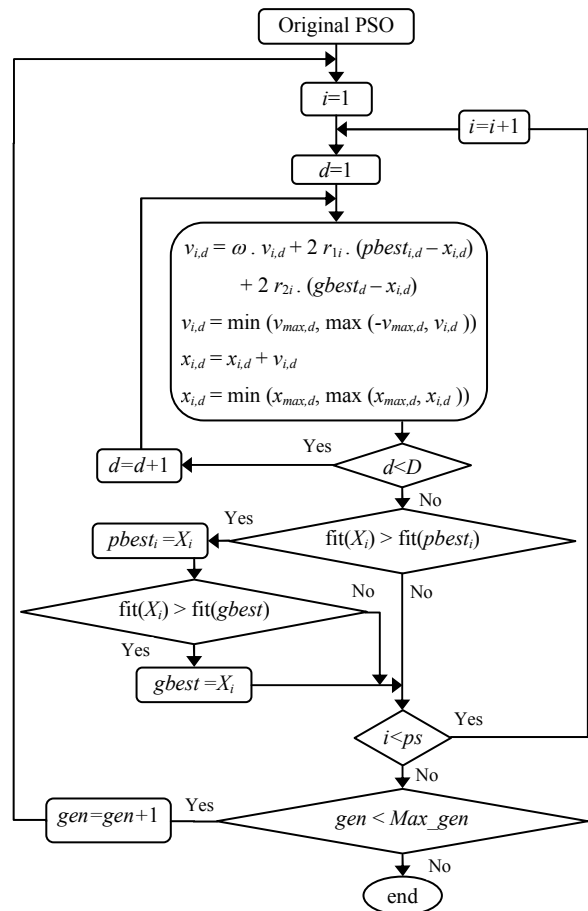 Original PSO
i=1
i=i+1
d=1
v_{i,d} = ω . v_{i,d} + 2 r_{1i} . (pbest_{i,d} – x_{i,d})
+ 2 r_{2i} . (gbest_d – x_{i,d})
v_{i,d} = min (v_{max,d}, max (-v_{max,d}, v_{i,d} ))
x_{i,d} = x_{i,d} + v_{i,d}
x_{i,d} = min (x_{max,d}, max (x_{max,d}, x_{i,d} ))
Yes
d=d+1
d<D
No
Yes
pbest_i =X_i
fit(X_i) > fit(pbest_i)
No
No
fit(X_i) > fit(gbest)
Yes
gbest =X_i
Yes
i<ps
No
Yes
gen=gen+1
gen < Max_gen
No
end